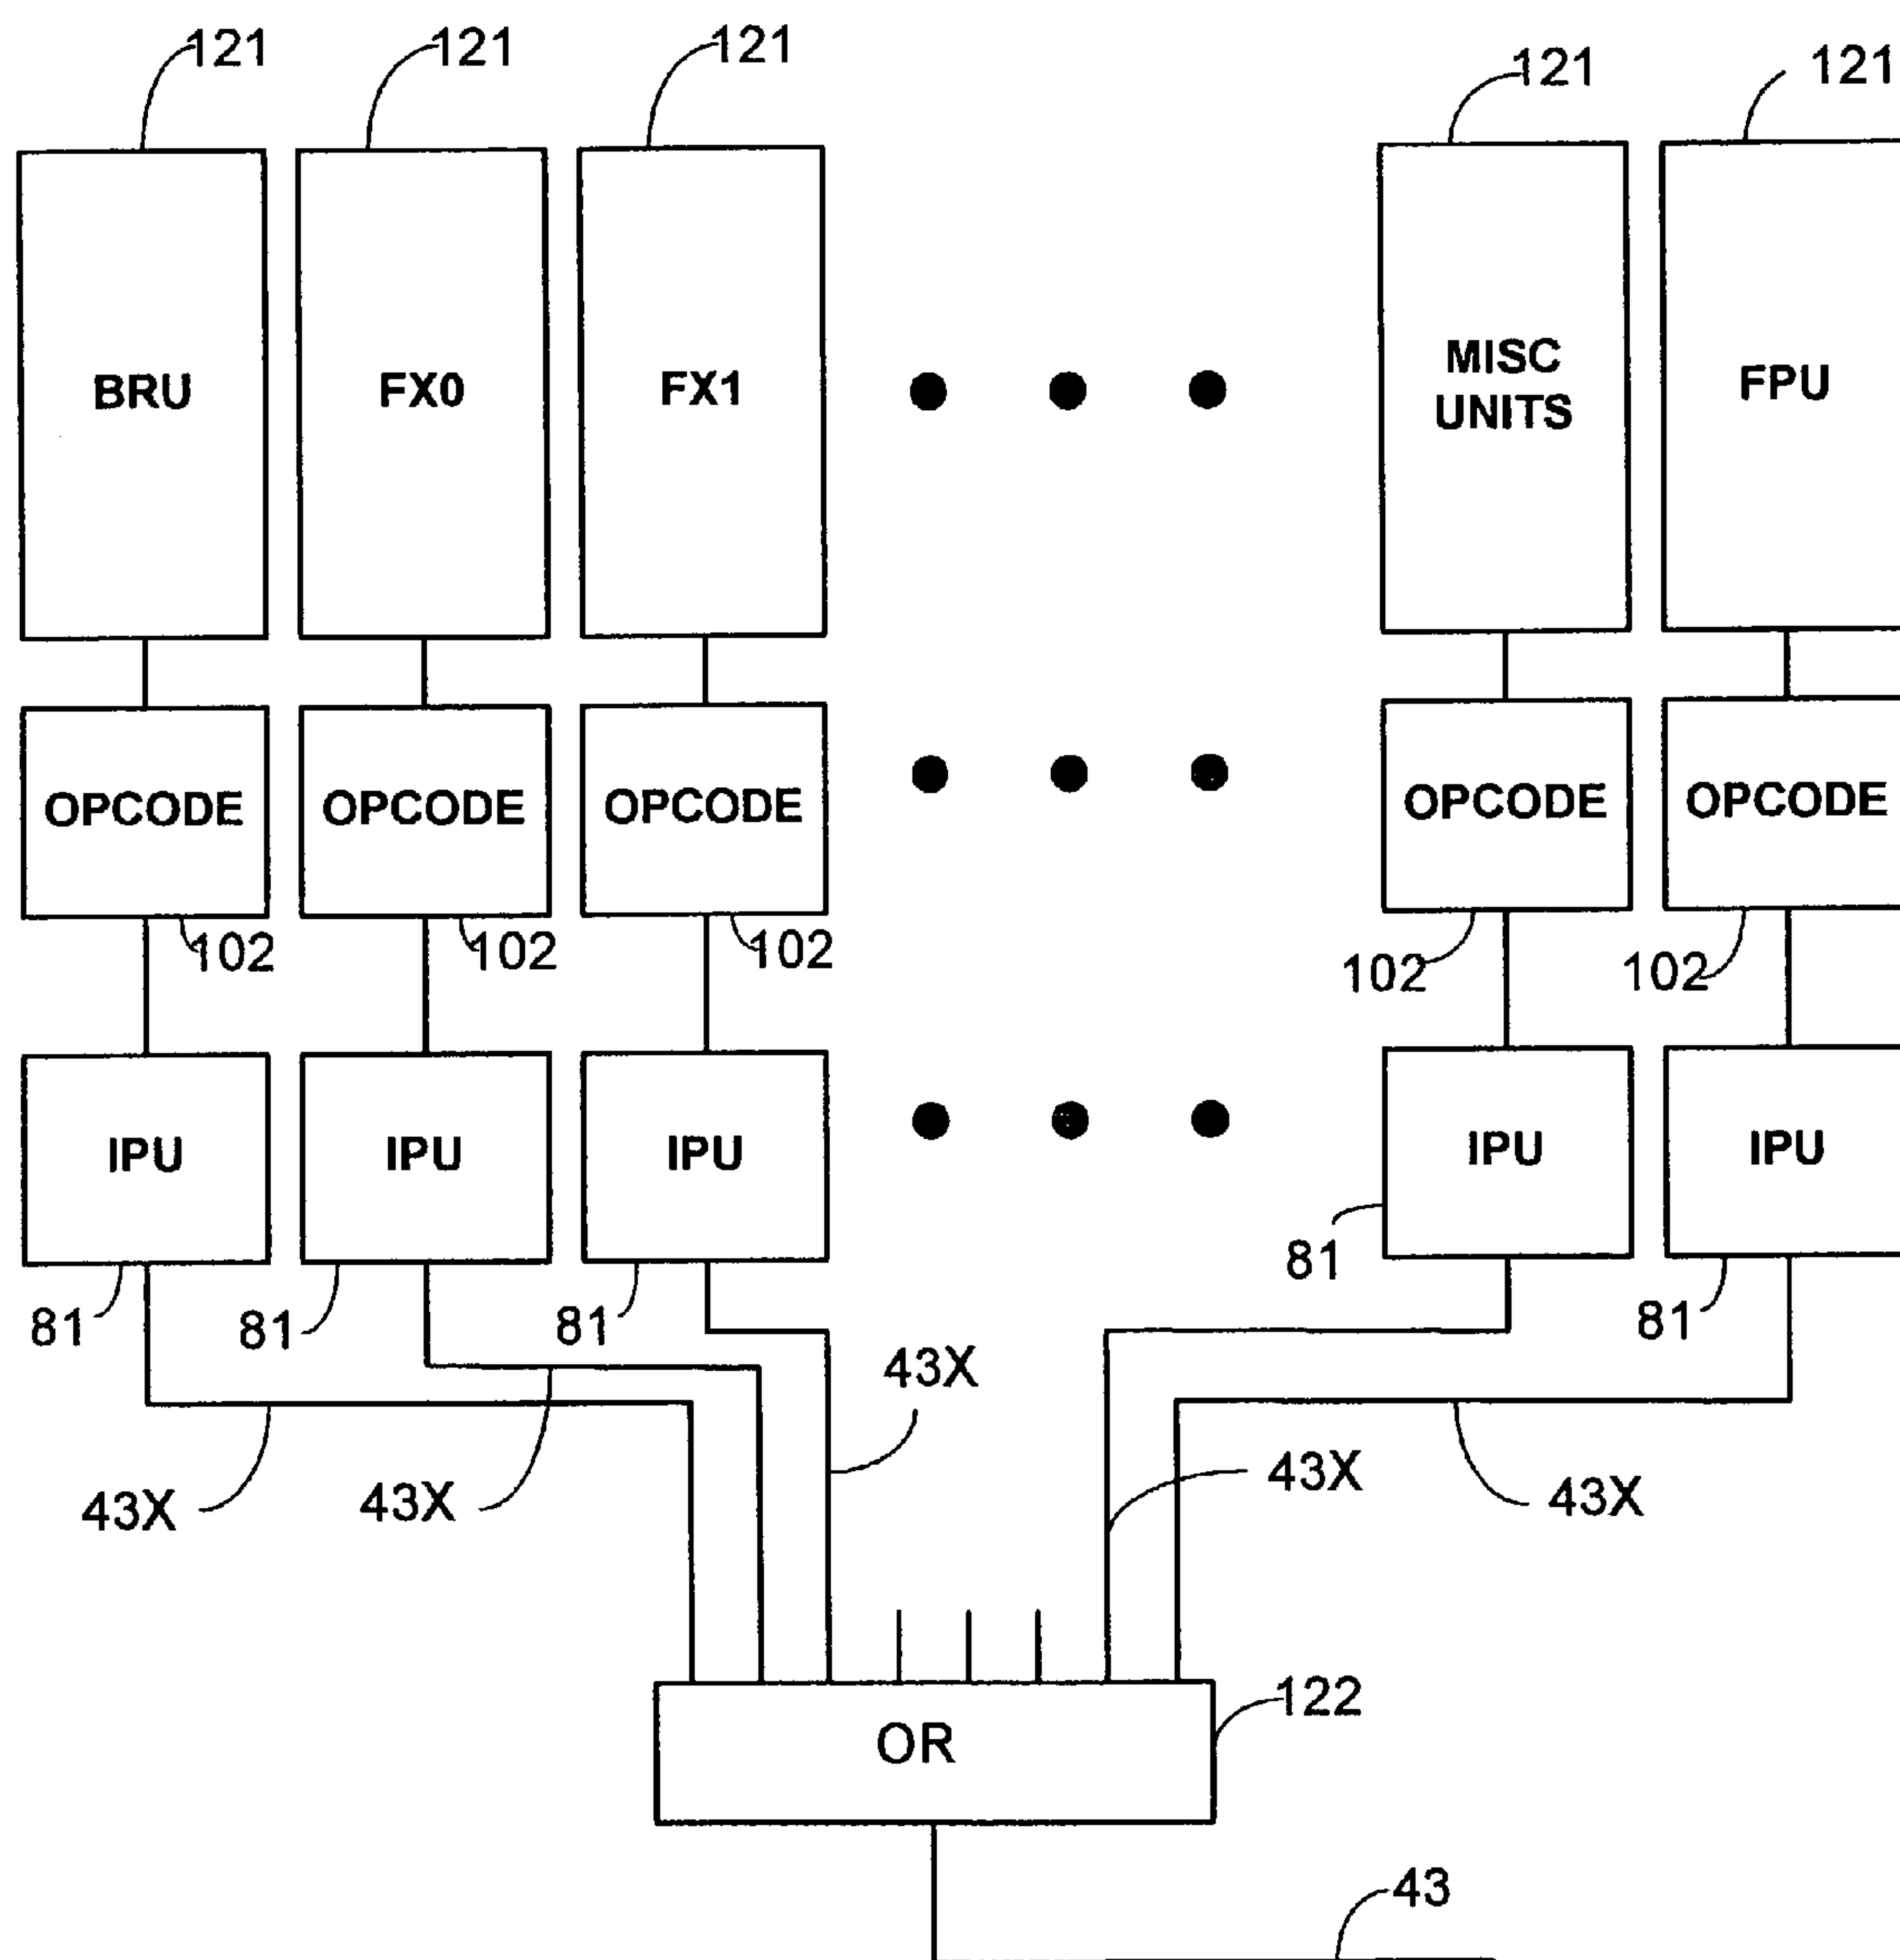 121 121 121 121 121
BRU FX0 FX1 MISC UNITS FPU
OPCODE OPCODE OPCODE OPCODE OPCODE
102 102 102 102 102
IPU IPU IPU IPU IPU
81 81 81 81 81
43X 43X 43X 43X 43X
OR 122
43